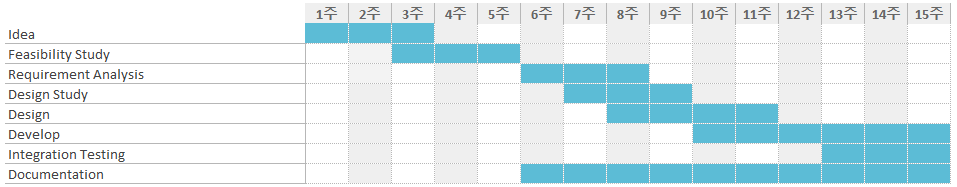 1주 2주 3주 4주 5주 6주 7주 8주 9주 10주 11주 12주 13주 14주 15주
Idea
Feasibility Study
Requirement Analysis
Design Study
Design
Develop
Integration Testing
Documentation